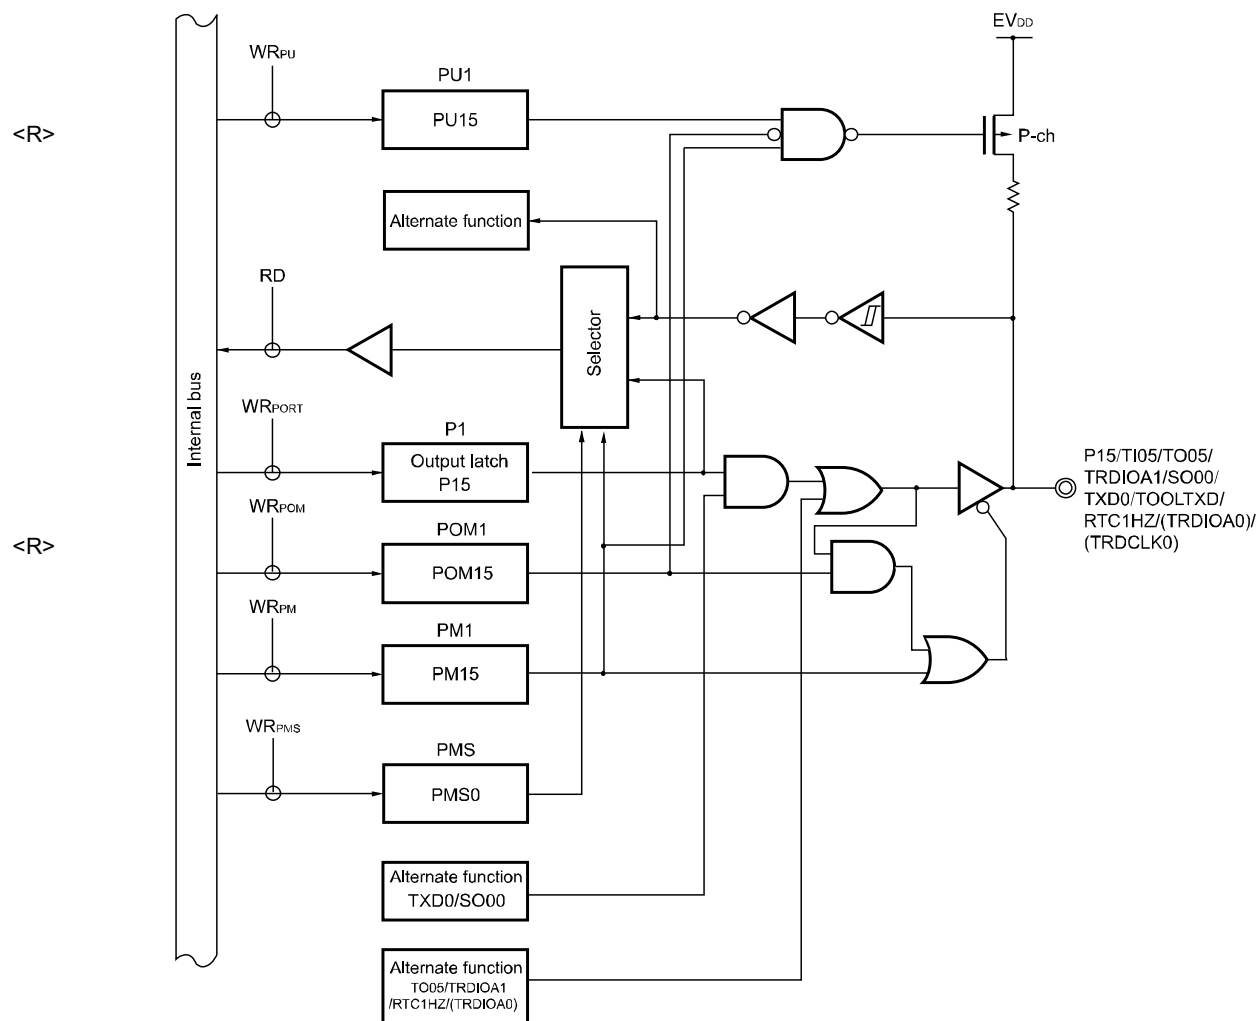 EVDD
WRPU
PU1
<R>
PU15
P-ch
Alternate function
RD
Selector
Internal bus
WRPORT
P1
Output latch
P15
P15/TI05/TO05/
TRDIOA1/SO00/
TXD0/TOOLTXD/
RTC1HZ/(TRDIOA0)/
(TRDCLK0)
WRPOM
POM1
<R>
POM15
WRPM
PM1
PM15
WRPMS
PMS
PMS0
Alternate function
TXD0/SO00
Alternate function
TO05/TRDIOA1
/RTC1HZ/(TRDIOA0)